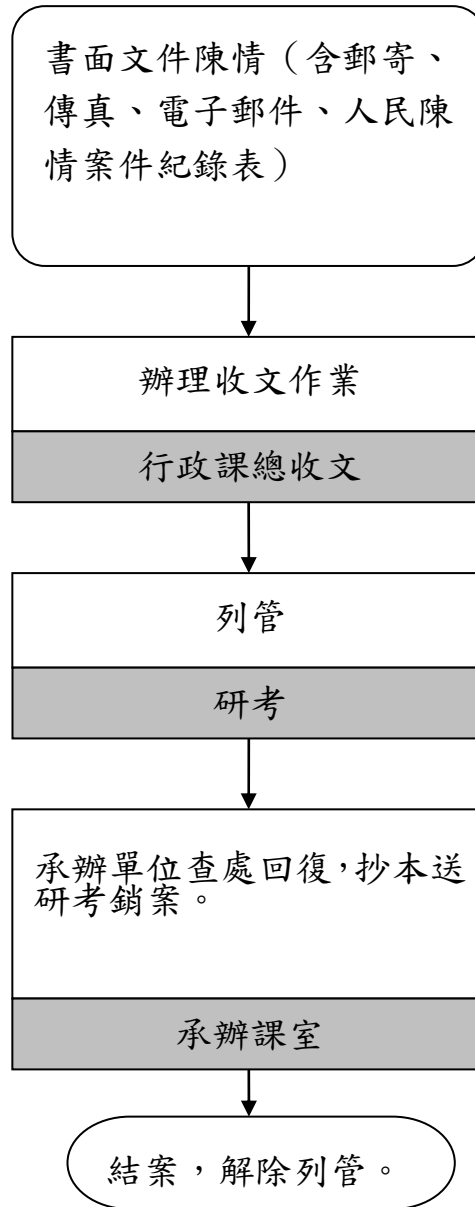 書面文件陳情（含郵寄、
傳真、電子郵件、人民陳
情案件紀錄表）
辦理收文作業
行政課總收文
列管
研考
承辦單位查處回復，抄本送
研考銷案。
承辦課室
結案，解除列管。